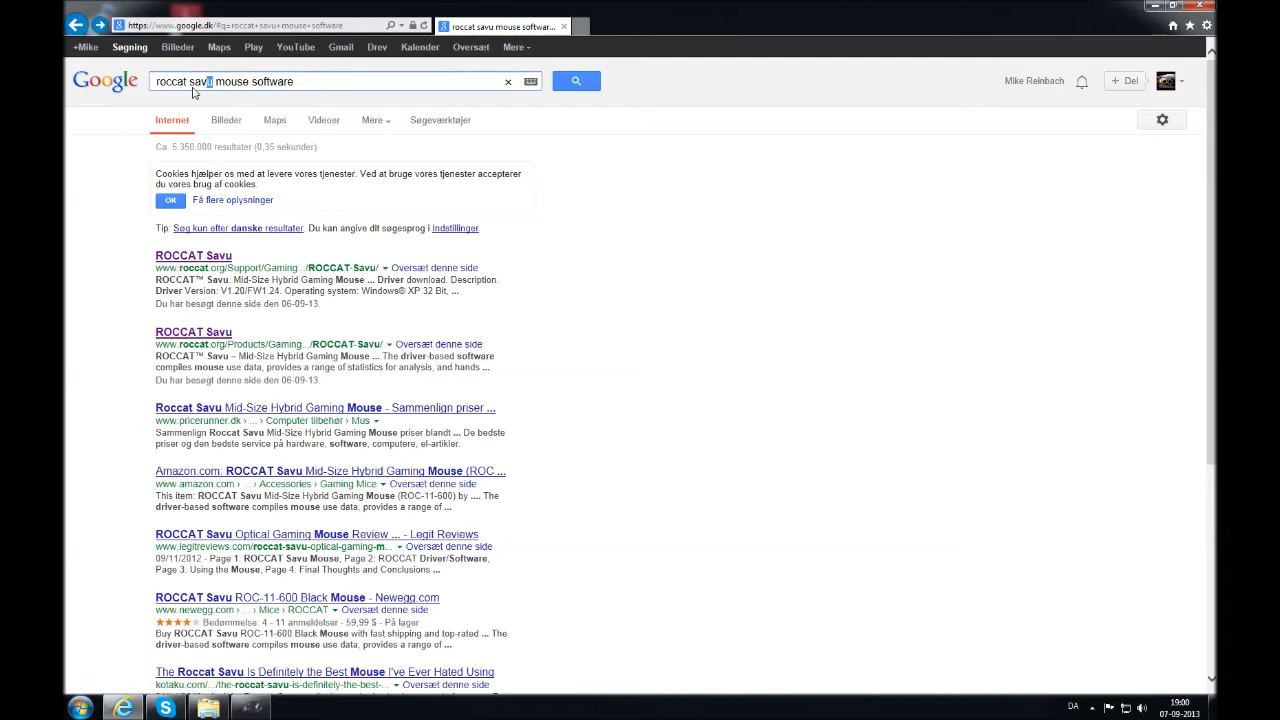 https://www.google.dk/#q=roccat+savu+mouse+software
roccat savu mouse softwar...
+Mike Søgning Billeder Maps Play YouTube Gmail Drev Kalender Oversæt Mere
Google
roccat savu mouse software
Mike Reinbach
+ Del
Internet Billeder Maps Videoer Mere Søgeværktøjer
Ca. 5.350.000 resultater (0,35 sekunder)
Cookies hjælper os med at levere vores tjenester. Ved at bruge vores tjenester accepterer
du vores brug af cookies.
OK Få flere oplysninger
Tip: Søg kun efter danske resultater. Du kan angive dit søgesprog i Indstillinger
ROCCAT Savu
www.roccat.org/Support/Gaming.../ROCCAT-Savu/ Oversæt denne side
ROCCAT™ Savu. Mid-Size Hybrid Gaming Mouse ... Driver download. Description.
Driver Version: V1.20/FW1.24. Operating system: Windows® XP 32 Bit, ...
Du har besøgt denne side den 06-09-13.
ROCCAT Savu
www.roccat.org/Products/Gaming.../ROCCAT-Savu/ Oversæt denne side
ROCCAT™ Savu – Mid-Size Hybrid Gaming Mouse ... The driver-based software
compiles mouse use data, provides a range of statistics for analysis, and hands ...
Du har besøgt denne side den 06-09-13.
Roccat Savu Mid-Size Hybrid Gaming Mouse - Sammenlign priser ...
www.pricerunner.dk › ... › Computer tilbehør › Mus
Sammenlign Roccat Savu Mid-Size Hybrid Gaming Mouse priser blandt ... De bedste
priser og den bedste service på hardware, software, computere, el-artikler.
Amazon.com: ROCCAT Savu Mid-Size Hybrid Gaming Mouse (ROC ...
www.amazon.com › ... › Accessories › Gaming Mice Oversæt denne side
This item: ROCCAT Savu Mid-Size Hybrid Gaming Mouse (ROC-11-600) by .... The
driver-based software compiles mouse use data, provides a range of ...
ROCCAT Savu Optical Gaming Mouse Review ... - Legit Reviews
www.legitreviews.com/roccat-savu-optical-gaming-m... Oversæt denne side
09/11/2012 - Page 1: ROCCAT Savu Mouse, Page 2: ROCCAT Driver/Software,
Page 3: Using the Mouse, Page 4: Final Thoughts and Conclusions ...
ROCCAT Savu ROC-11-600 Black Mouse - Newegg.com
www.newegg.com › ... › Mice › ROCCAT Oversæt denne side
Bedømmelse: 4 - 11 anmeldelser - 59,99 $ - På lager
Buy ROCCAT Savu ROC-11-600 Black Mouse with fast shipping and top-rated ... The
driver-based software compiles mouse use data, provides a range of ...
The Roccat Savu Is Definitely the Best Mouse I've Ever Hated Using
kotaku.com/.../the-roccat-savu-is-definitely-the-best-... Oversæt denne side
DA
19:00
07-09-2013